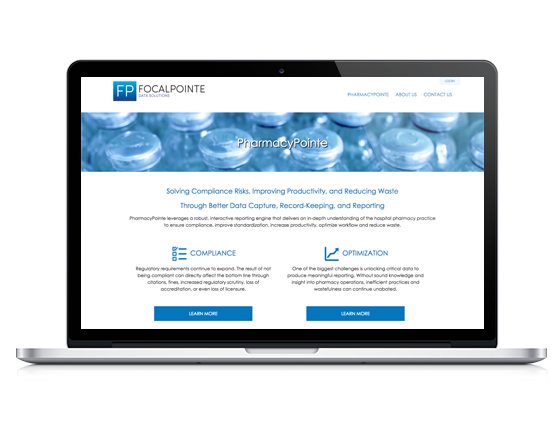 LOGIN
FP FOCALPOINTE
DATA SOLUTIONS
PHARMACYPOINTE ABOUT US CONTACT US
PharmacyPointe
Solving Compliance Risks, Improving Productivity, and Reducing Waste
Through Better Data Capture, Record-Keeping, and Reporting
PharmacyPointe leverages a robust, interactive reporting engine that delivers an in-depth understanding of the hospital pharmacy practice
to ensure compliance, improve standardization, increase productivity, optimize workflow and reduce waste.
COMPLIANCE
Regulatory requirements continue to expand. The result of not
being compliant can directly affect the bottom line through
citations, fines, increased regulatory scrutiny, loss of
accreditation, or even loss of licensure.
LEARN MORE
OPTIMIZATION
One of the biggest challenges is unlocking critical data to
produce meaningful reporting. Without sound knowledge and
insight into pharmacy operations, inefficient practices and
wastefulness can continue unabated.
LEARN MORE